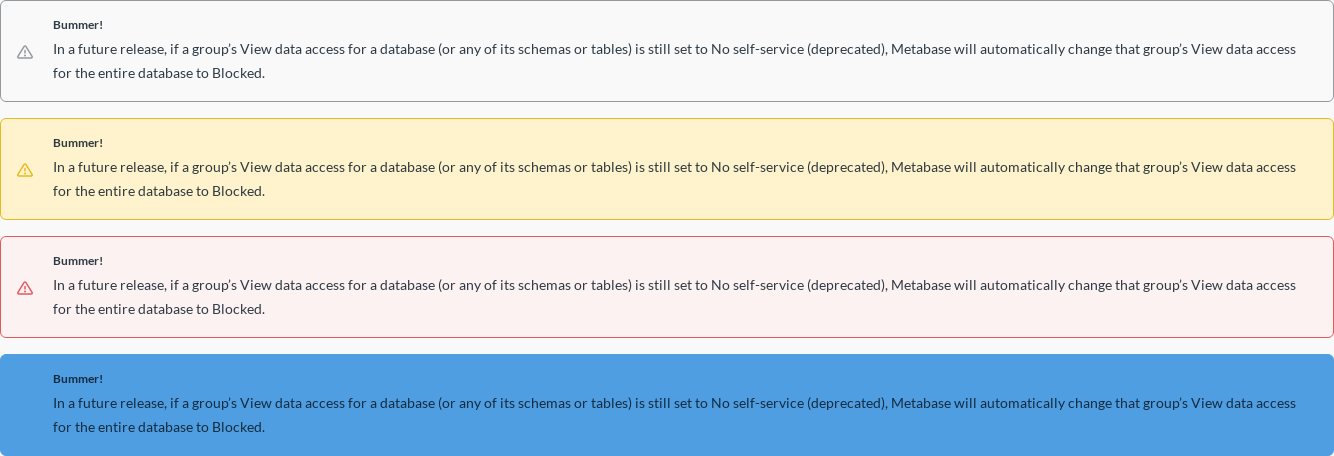 Bummer!
In a future release, if a group’s View data access for a database (or any of its schemas or tables) is still set to No self-service (deprecated), Metabase will automatically change that group’s View data access
for the entire database to Blocked.
Bummer!
In a future release, if a group’s View data access for a database (or any of its schemas or tables) is still set to No self-service (deprecated), Metabase will automatically change that group’s View data access
for the entire database to Blocked.
Bummer!
In a future release, if a group’s View data access for a database (or any of its schemas or tables) is still set to No self-service (deprecated), Metabase will automatically change that group’s View data access
for the entire database to Blocked.
Bummer!
In a future release, if a group’s View data access for a database (or any of its schemas or tables) is still set to No self-service (deprecated), Metabase will automatically change that group’s View data access
for the entire database to Blocked.